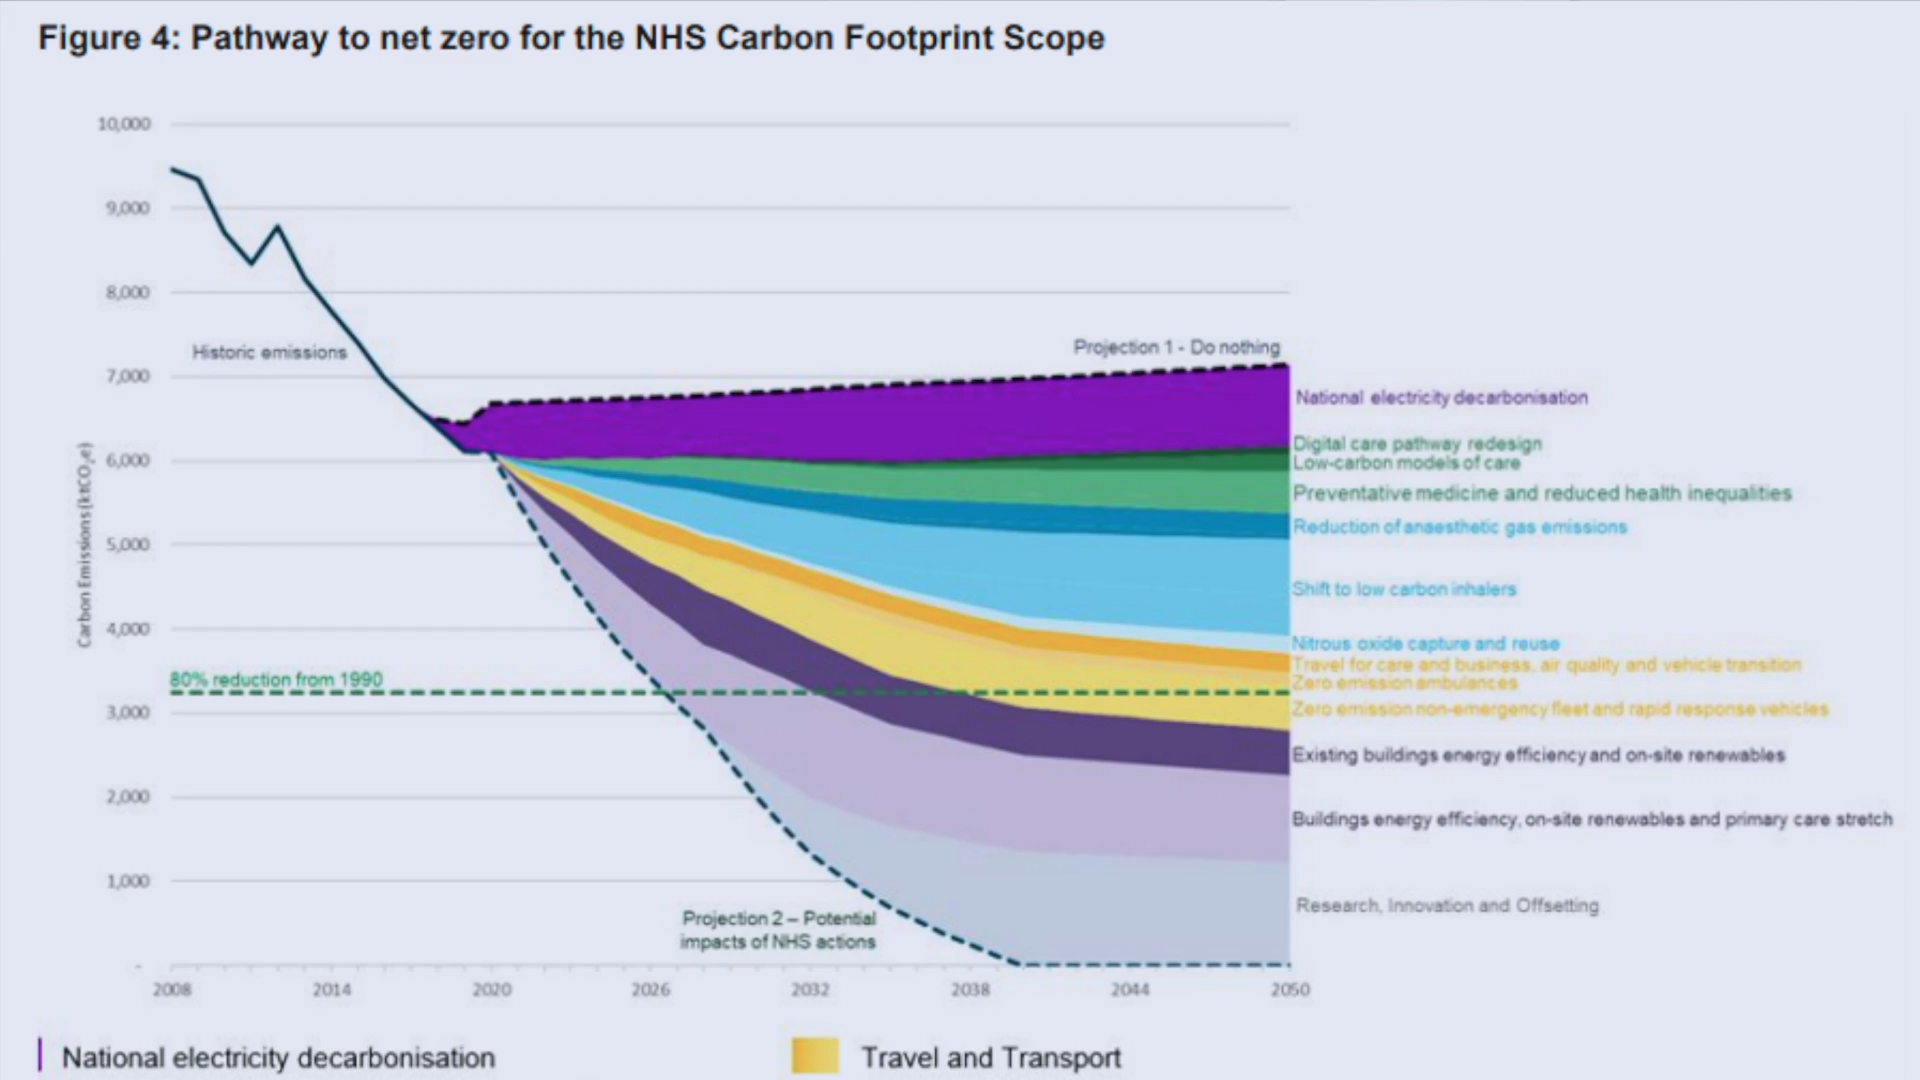 Figure 4: Pathway to net zero for the NHS Carbon Footprint Scope
10,000
9,000
8,000
7,000
6,000
5,000
4,000
3,000
2,000
1,000
-
Carbon Emissions (ktCO₂e)
Historic emissions
Projection 1 - Do nothing
80% reduction from 1990
Projection 2 – Potential
impacts of NHS actions
National electricity decarbonisation
Digital care pathway redesign
Low-carbon models of care
Preventative medicine and reduced health inequalities
Reduction of anaesthetic gas emissions
Shift to low carbon inhalers
Nitrous oxide capture and reuse
Travel for care and business, air quality and vehicle transition
Zero emission ambulances
Zero emission non-emergency fleet and rapid response vehicles
Existing buildings energy efficiency and on-site renewables
Buildings energy efficiency, on-site renewables and primary care stretch
Research, Innovation and Offsetting
2008 2014 2020 2026 2032 2038 2044 2050
National electricity decarbonisation
Travel and Transport